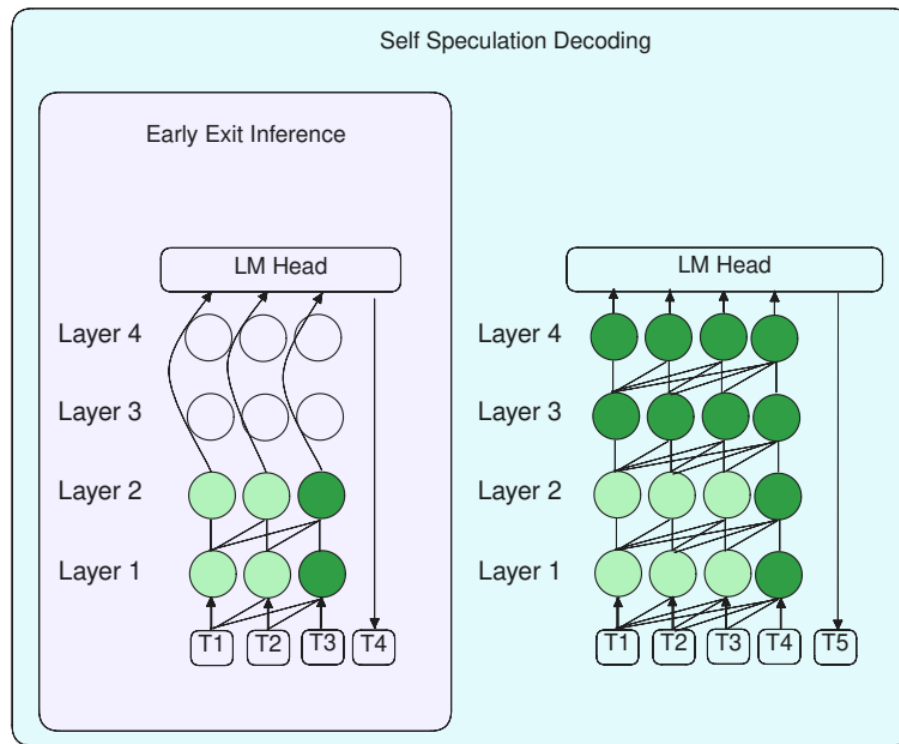 Self Speculation Decoding
Early Exit Inference
LM Head
Layer 4
Layer 3
Layer 2
Layer 1
T1 T2 T3 T4
LM Head
Layer 4
Layer 3
Layer 2
Layer 1
T1 T2 T3 T4 T5